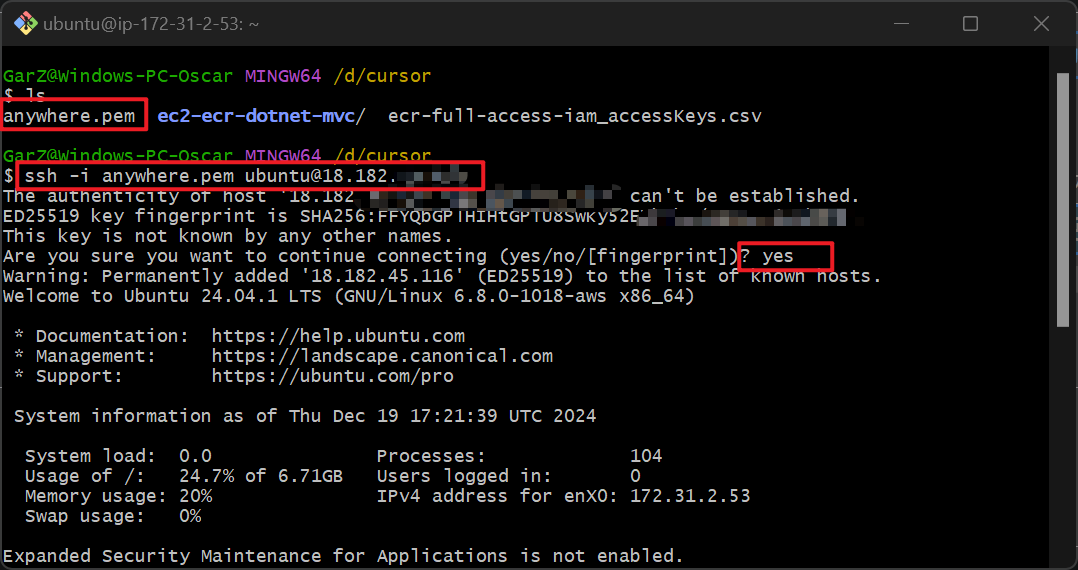 ubuntu@ip-172-31-2-53: ~
GarZ@Windows-PC-Oscar MINGW64 /d/cursor
$ ls
anywhere.pem ec2-ecr-dotnet-mvc/ ecr-full-access-iam_accessKeys.csv
GarZ@Windows-PC-Oscar MINGW64 /d/cursor
$ ssh -i anywhere.pem ubuntu@18.182.
The authenticity of host '18.182. can't be established.
ED25519 key fingerprint is
This key is not known by any other names.
Are you sure you want to continue connecting (yes/no/[fingerprint])? yes
Warning: Permanently added '18.182.45.116' (ED25519) to the list of known hosts.
Welcome to Ubuntu 24.04.1 LTS (GNU/Linux 6.8.0-1018-aws x86_64)
* Documentation: https://help.ubuntu.com
* Management: https://landscape.canonical.com
* Support: https://ubuntu.com/pro
System information as of Thu Dec 19 17:21:39 UTC 2024
System load: 0.0 Processes: 104
Usage of /: 24.7% of 6.71GB Users logged in: 0
Memory usage: 20% IPv4 address for enX0: 172.31.2.53
Swap usage: 0%
Expanded Security Maintenance for Applications is not enabled.